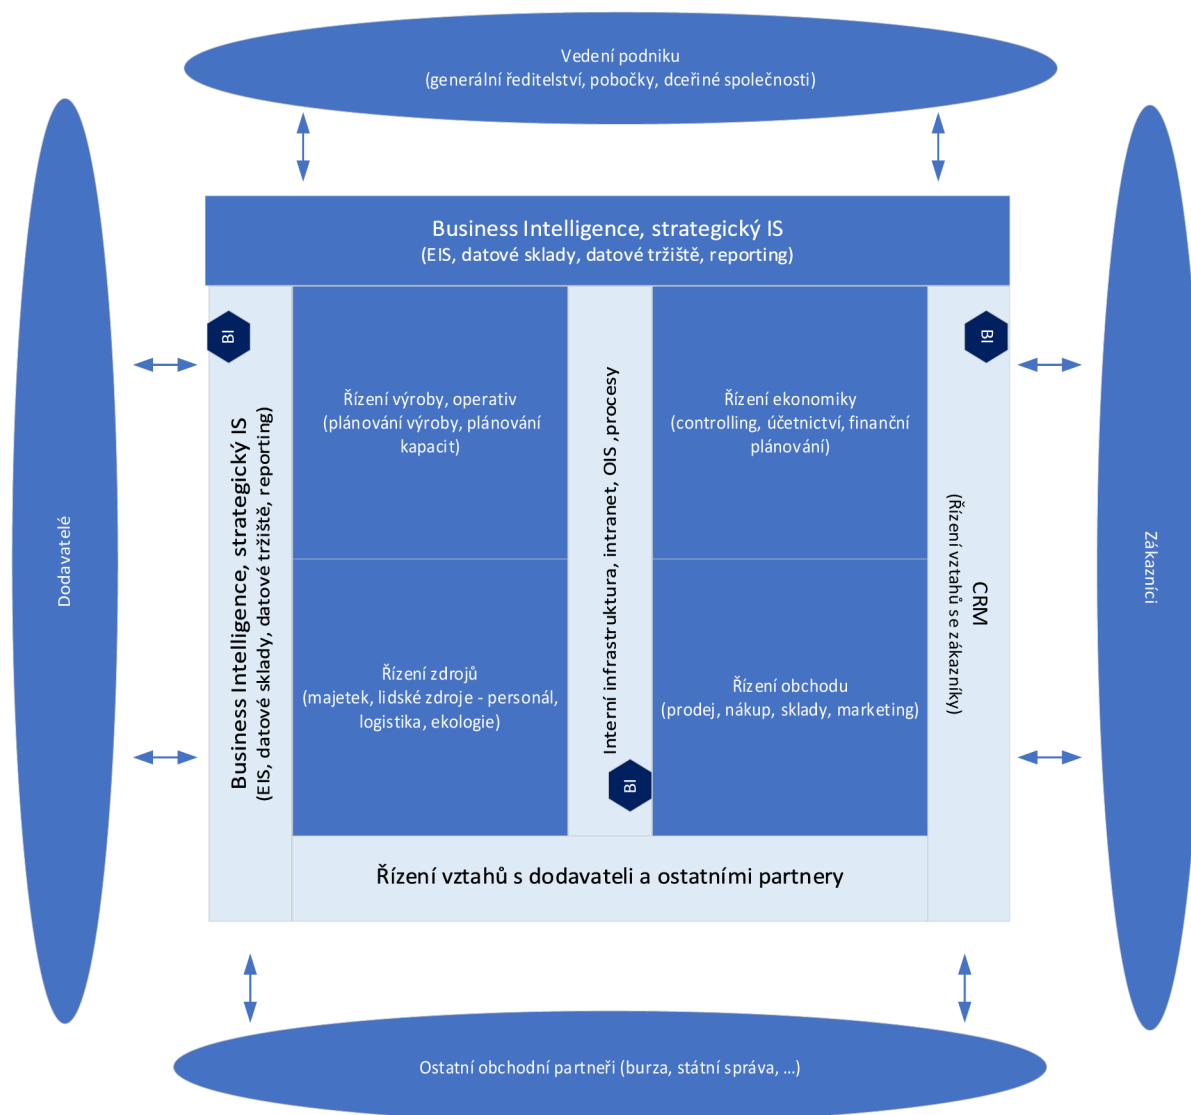 Vedení podniku
(generální ředitelství, pobočky, dceřiné společnosti)
Business Intelligence, strategický IS
(EIS, datové sklady, datové tržiště, reporting)
Dodavatelé
BI
Business Intelligence, strategický IS
(EIS, datové sklady, datové tržiště, reporting)
Řízení výroby, operativ
(plánování výroby, plánování
kapacit)
Řízení zdrojů
(majetek, lidské zdroje - personál,
logistika, ekologie)
Interní infrastruktura, intranet, OIS ,procesy
BI
Řízení ekonomiky
(controlling, účetnictví, finanční
plánování)
Řízení obchodu
(prodej, nákup, sklady, marketing)
BI
CRM
(Řízení vztahů se zákazníky)
Zákazníci
Řízení vztahů s dodavateli a ostatními partnery
Ostatní obchodní partneři (burza, státní správa, ...)